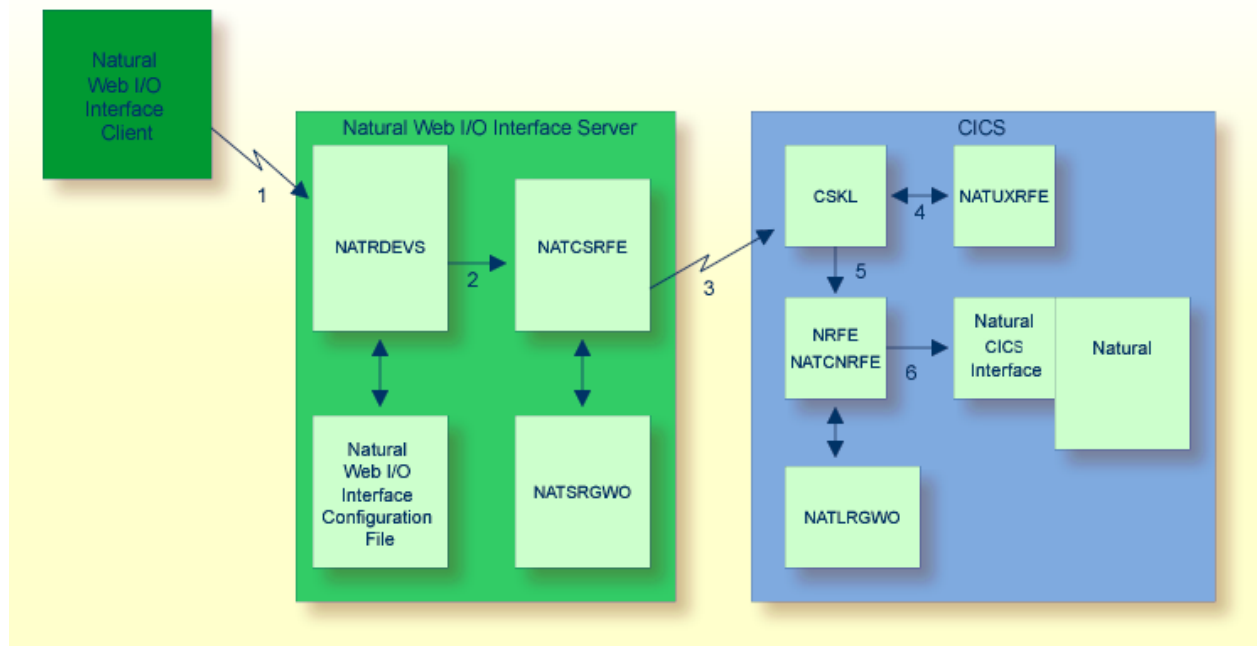 Natural
Web I/O
Interface
Client
1
Natural Web I/O Interface Server
NATRDEVS
2
NATCSRFE
Natural
Web I/O
Interface
Configuration
File
NATSRGWO
3
CICS
CSKL
4
NATUXRFE
5
NRFE
NATCNRFE
6
Natural
CICS
Interface
Natural
NATLRGWO